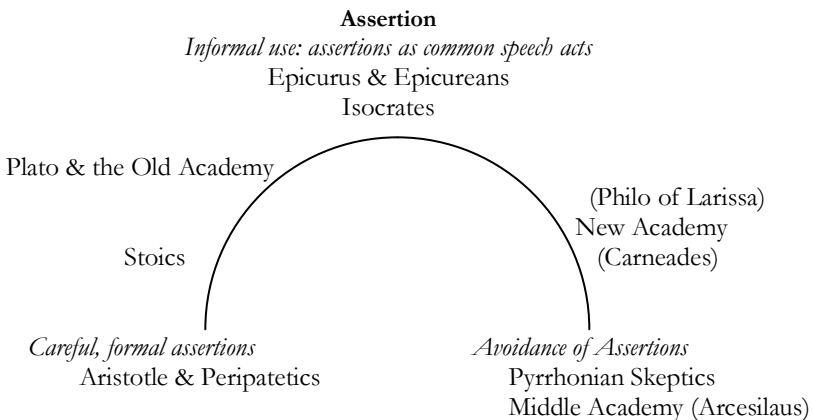 Assertion
Informal use: assertions as common speech acts
Epicurus & Epicureans
Isocrates
Plato & the Old Academy
(Philo of Larissa)
New Academy
(Carneades)
Stoics
Careful, formal assertions
Aristotle & Peripatetics
Avoidance of Assertions
Pyrrhonian Skeptics
Middle Academy (Arcesilaus)